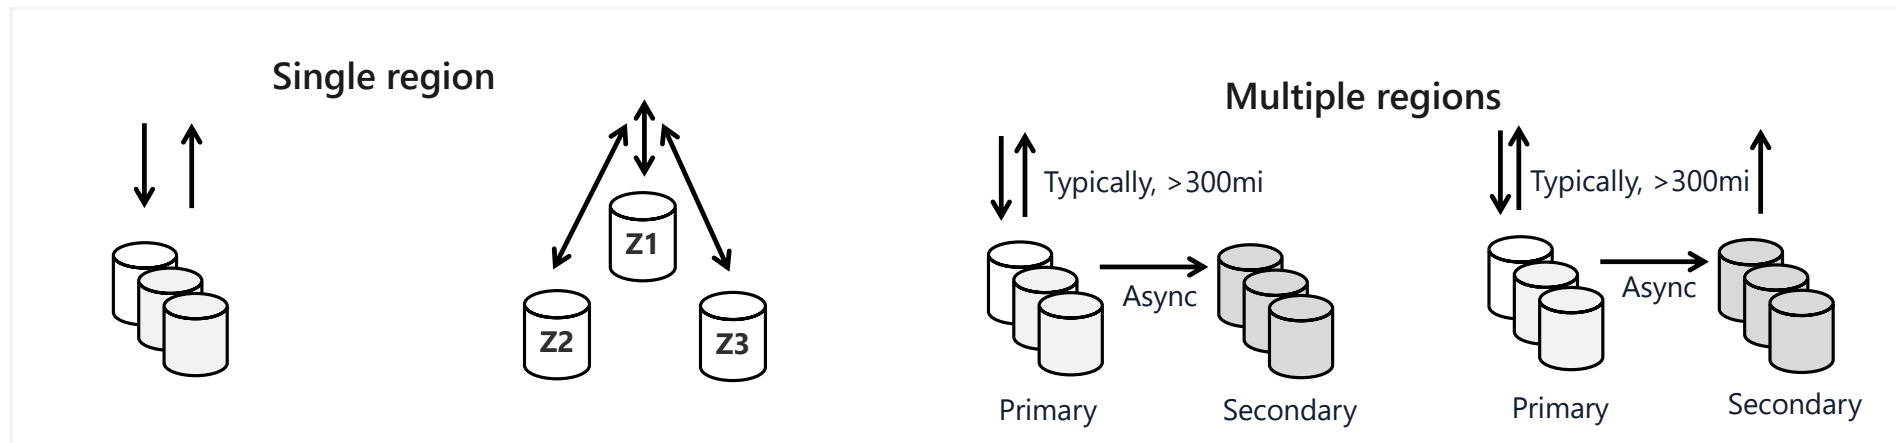 Single region
Z1
Z2
Z3
Multiple regions
Typically, >300mi
Async
Primary
Secondary
Typically, >300mi
Async
Primary
Secondary